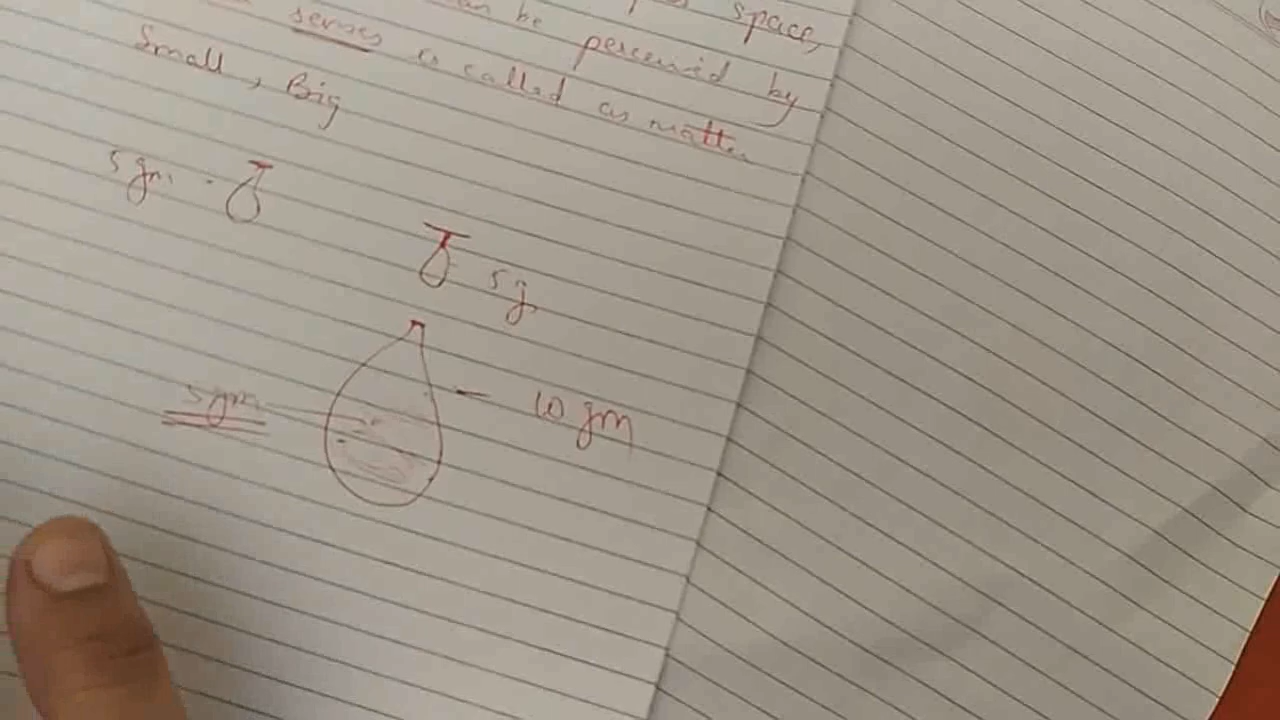 space,
can be perceived by
senses is called as matter
Small, Big
5 gm.
5 g.
5 gm
10 gm